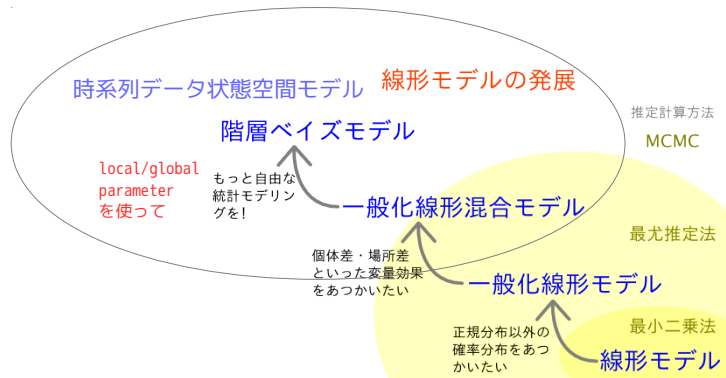 線形モデルの発展
時系列データ状態空間モデル
推定計算方法
階層ベイズモデル
MCMC
local/global
parameter
を使って
もっと自由な
統計モデリン
グを!
一般化線形混合モデル
最尤推定法
個体差・場所差
といった変量効果
をあつかいたい
一般化線形モデル
最小二乗法
正規分布以外の
確率分布をあつ
かいたい
線形モデル